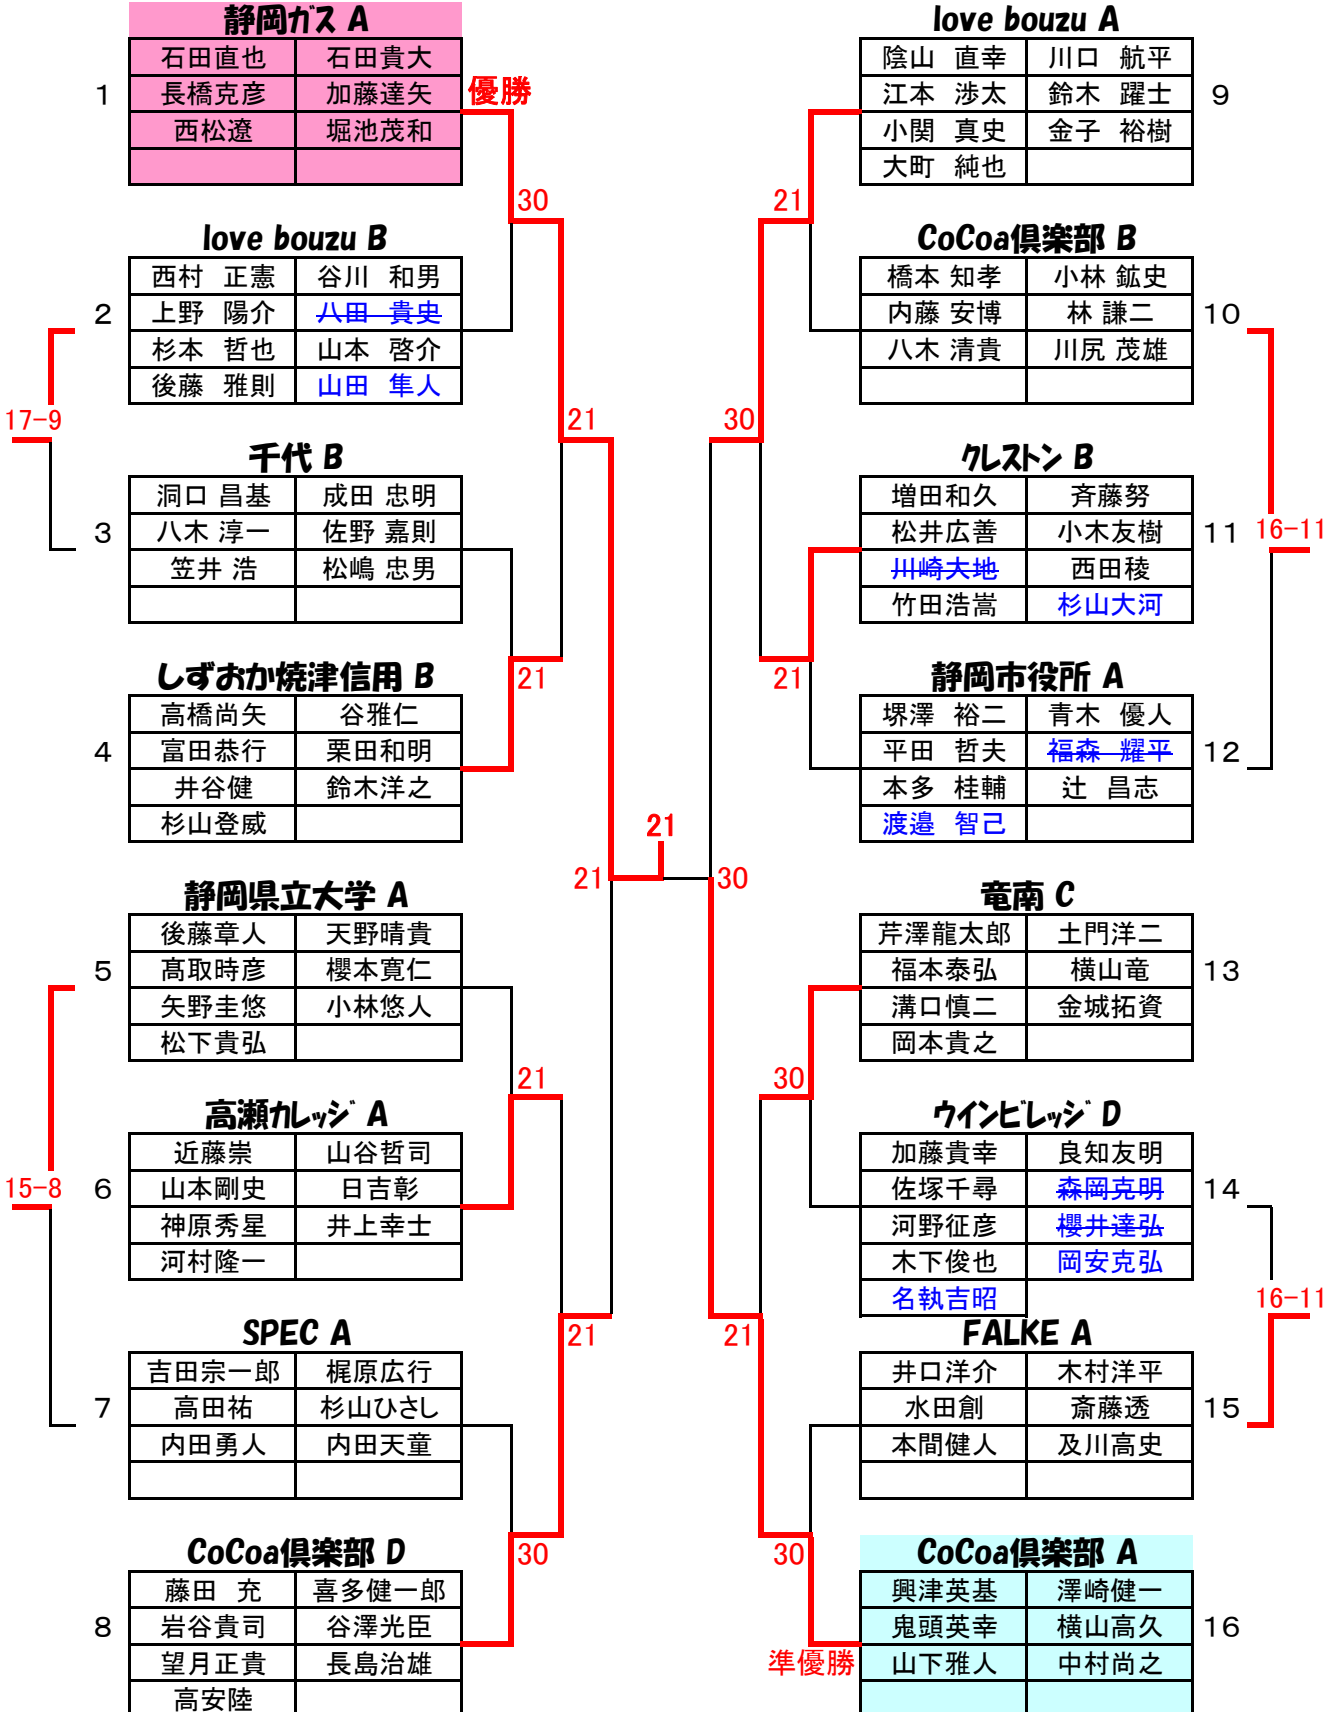 静岡ガス A
石田直也 石田貴大
1 長橋克彦 加藤達矢 優勝
西松遼 堀池茂和
30
love bouzu B
西村 正憲 谷川 和男
2 上野 陽介 八田 貴史
杉本 哲也 山本 啓介
後藤 雅則 山田 隼人
17-9
21
千代 B
洞口 昌基 成田 忠明
3 八木 淳一 佐野 嘉則
笠井 浩 松嶋 忠男
21
しずおか焼津信用 B
高橋尚矢 谷雅仁
4 富田恭行 栗田和明
井谷健 鈴木洋之
杉山登威
21
21
静岡県立大学 A
後藤章人 天野晴貴
5 髙取時彦 櫻本寛仁
矢野圭悠 小林悠人
松下貴弘
21
高瀬カレッジ A
近藤崇 山谷哲司
15-8 6 山本剛史 日吉彰
神原秀星 井上幸士
河村隆一
21
SPEC A
吉田宗一郎 梶原広行
7 高田祐 杉山ひさし
内田勇人 内田天童
30
CoCoa倶楽部 D
藤田 充 喜多健一郎
8 岩谷貴司 谷澤光臣
望月正貴 長島治雄
高安陸
love bouzu A
陰山 直幸 川口 航平
江本 渉太 鈴木 躍士 9
小関 真史 金子 裕樹
大町 純也
21
CoCoa倶楽部 B
橋本 知孝 小林 鉱史
内藤 安博 林 謙二 10
八木 清貴 川尻 茂雄
30
クレストン B
増田和久 斉藤努
松井広善 小木友樹 11 16-11
川崎大地 西田稜
竹田浩嵩 杉山大河
21
静岡市役所 A
堺澤 裕二 青木 優人
平田 哲夫 福森 耀平 12
本多 桂輔 辻 昌志
渡邉 智己
30
竜南 C
芹澤龍太郎 土門洋二
福本泰弘 横山竜 13
溝口慎二 金城拓資
岡本貴之
30
ウインビレッジ D
加藤貴幸 良知友明
佐塚千尋 森岡克明 14
河野征彦 櫻井達弘
木下俊也 岡安克弘
名執吉昭
16-11
21
FALKE A
井口洋介 木村洋平
水田創 斎藤透 15
本間健人 及川高史
30
CoCoa倶楽部 A
興津英基 澤崎健一
鬼頭英幸 横山高久 16
準優勝 山下雅人 中村尚之